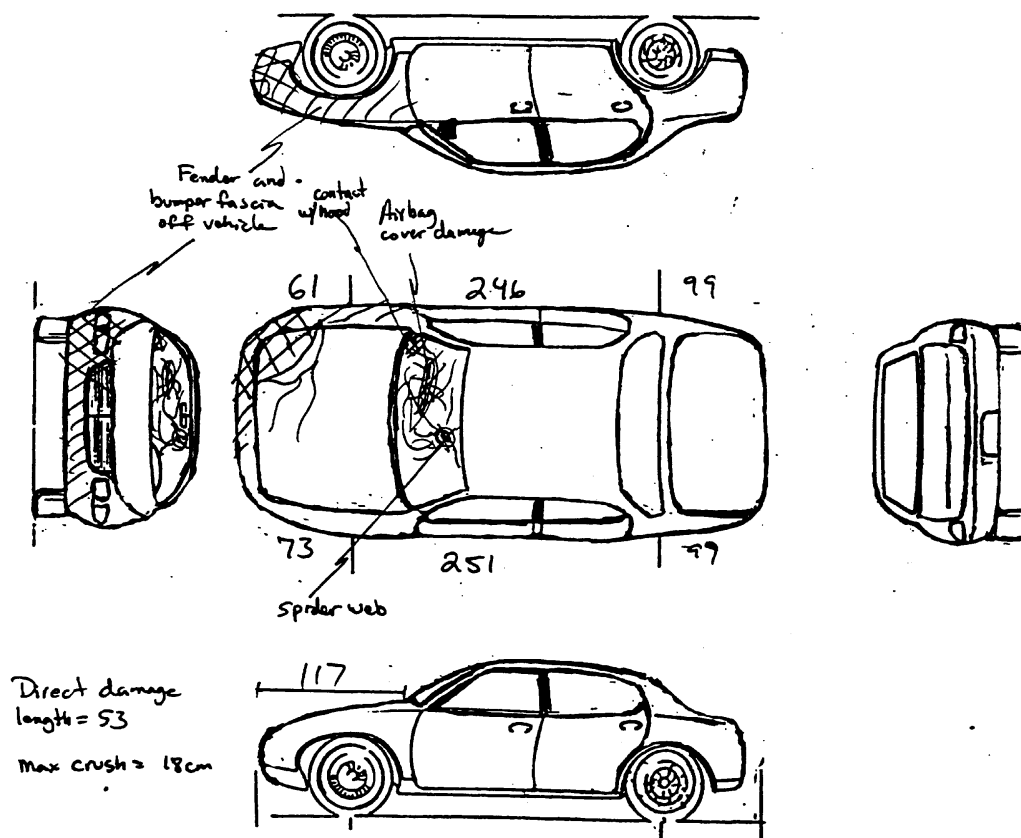 Fender and
bumper fascia
off vehicle
contact
w/hood
Airbag
cover damage
61
246
99
73
251
99
Spider web
117
Direct damage
length = 53
max crush = 18cm